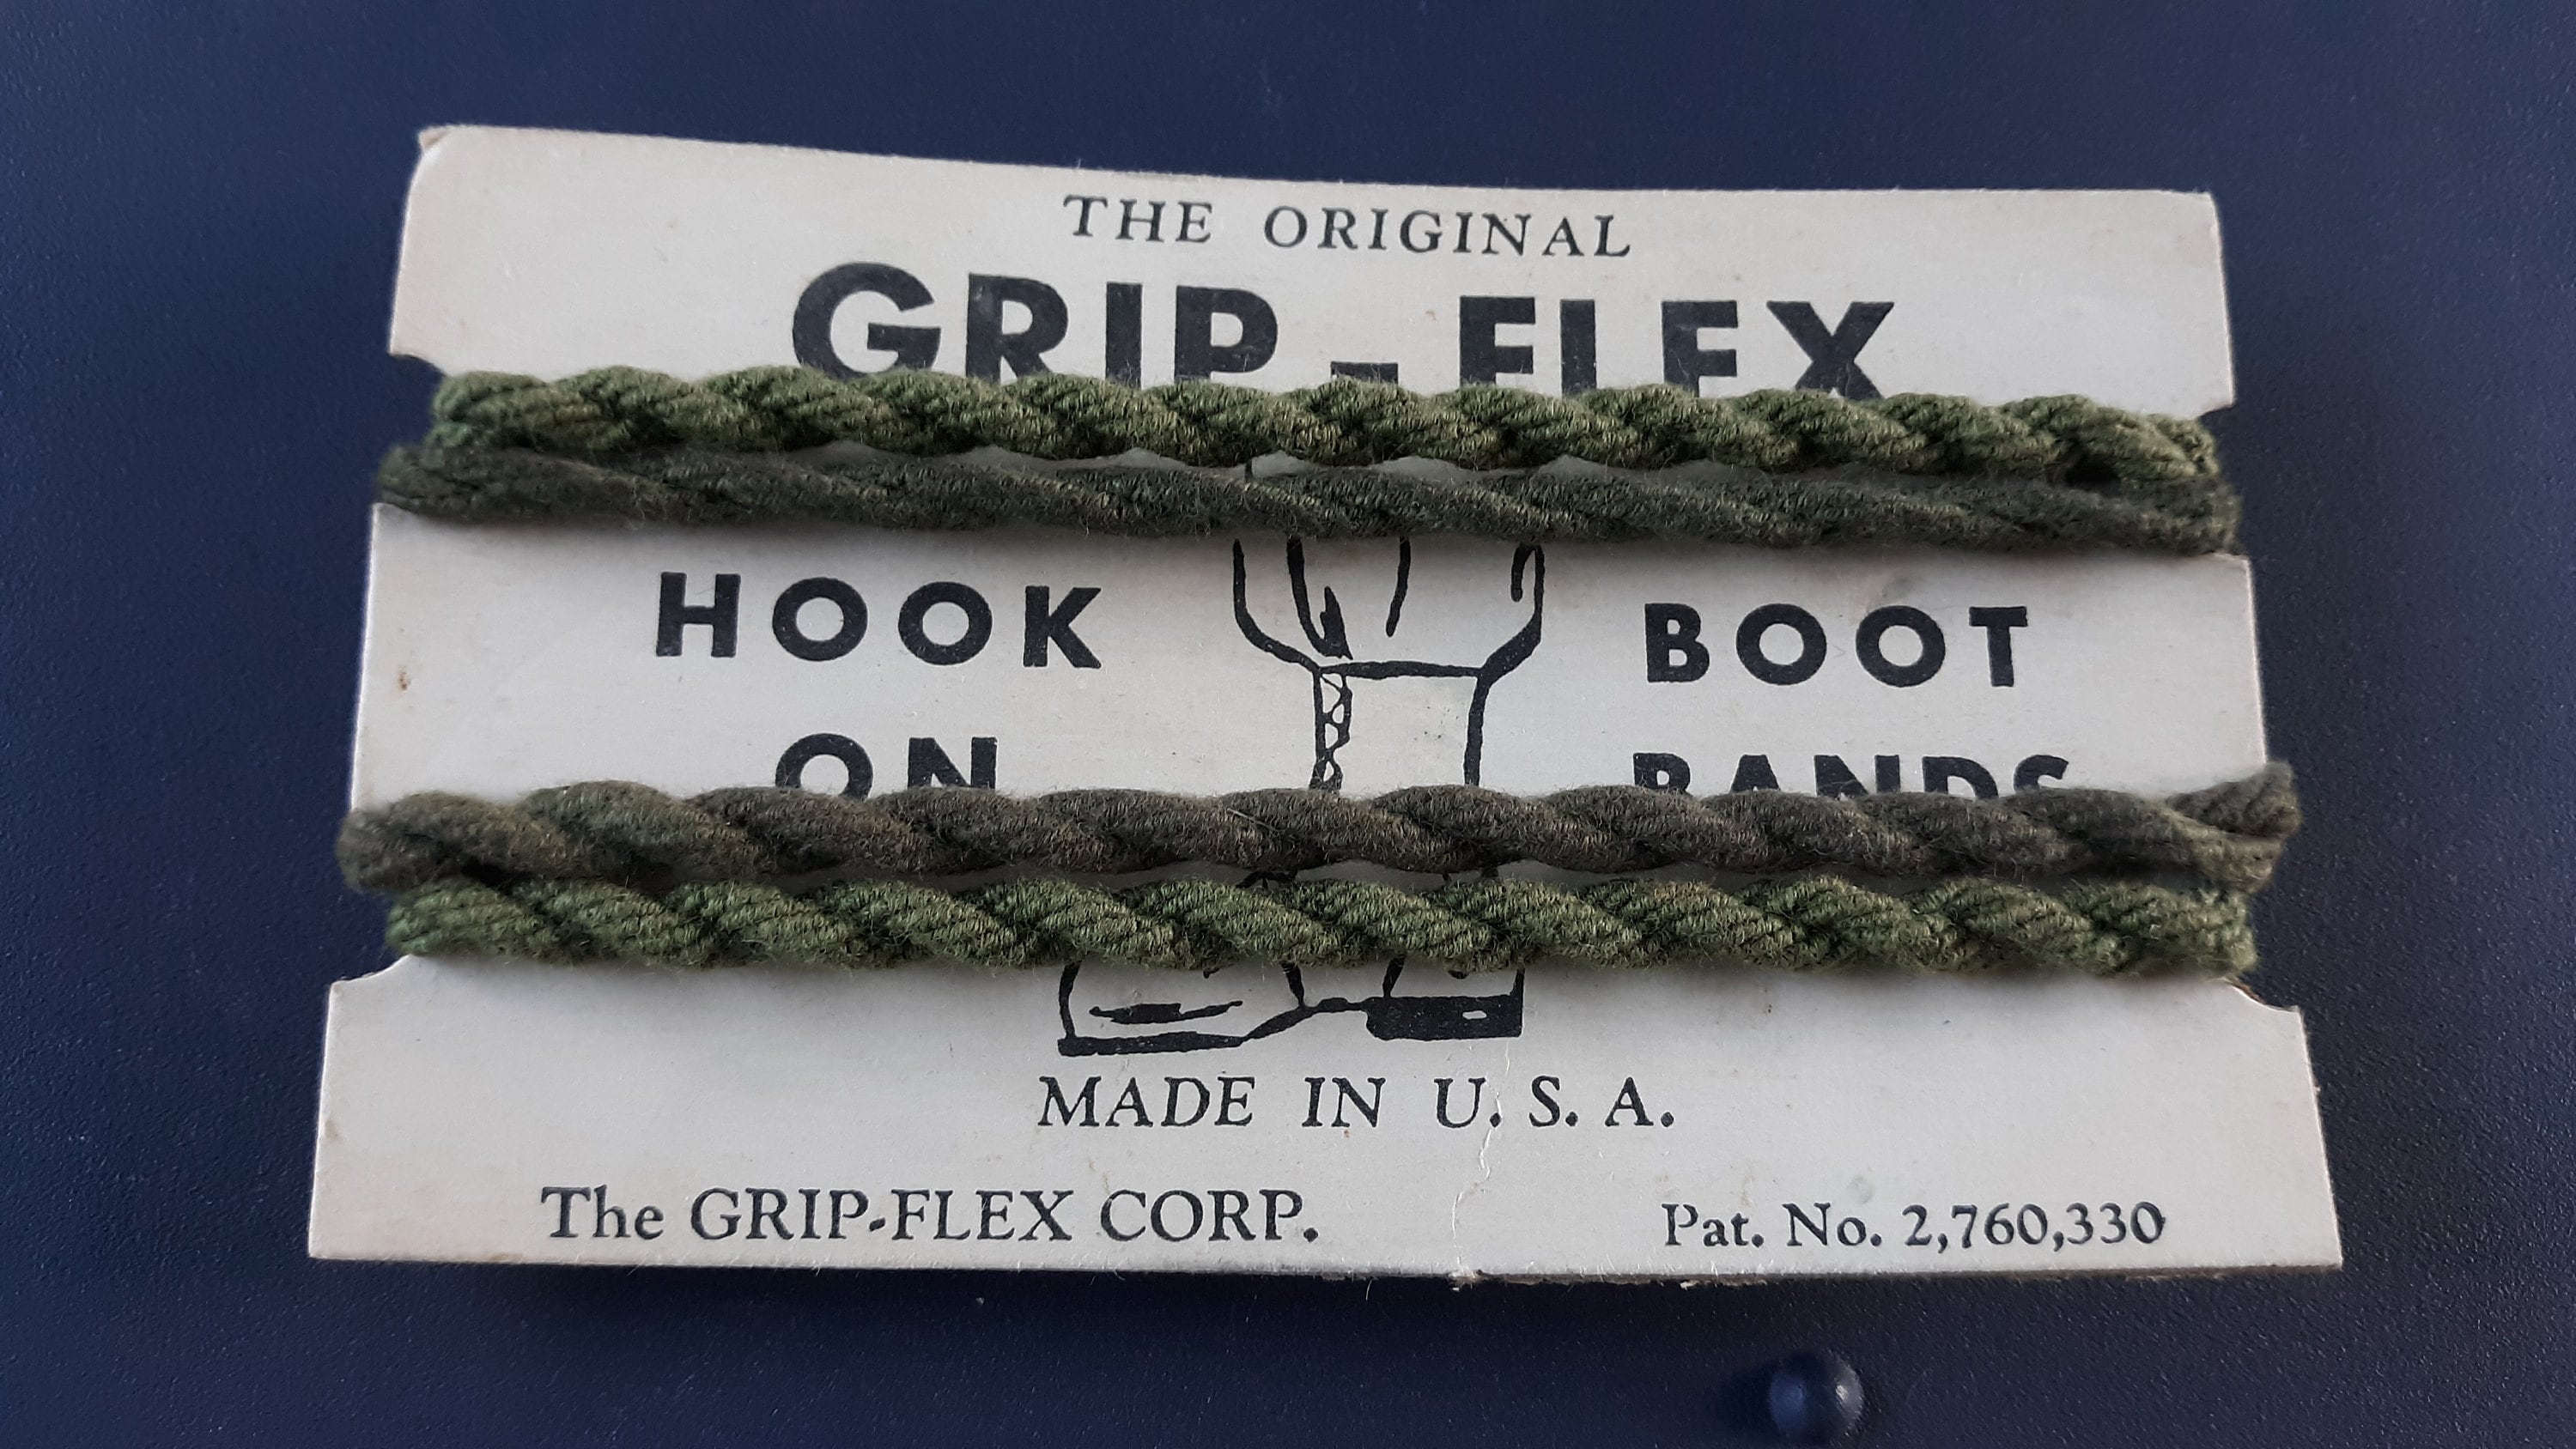 THE ORIGINAL
GRIP-FLEX
HOOK BOOT
ON BANDS
MADE IN U. S. A.
The GRIP-FLEX CORP. Pat. No. 2,760,330